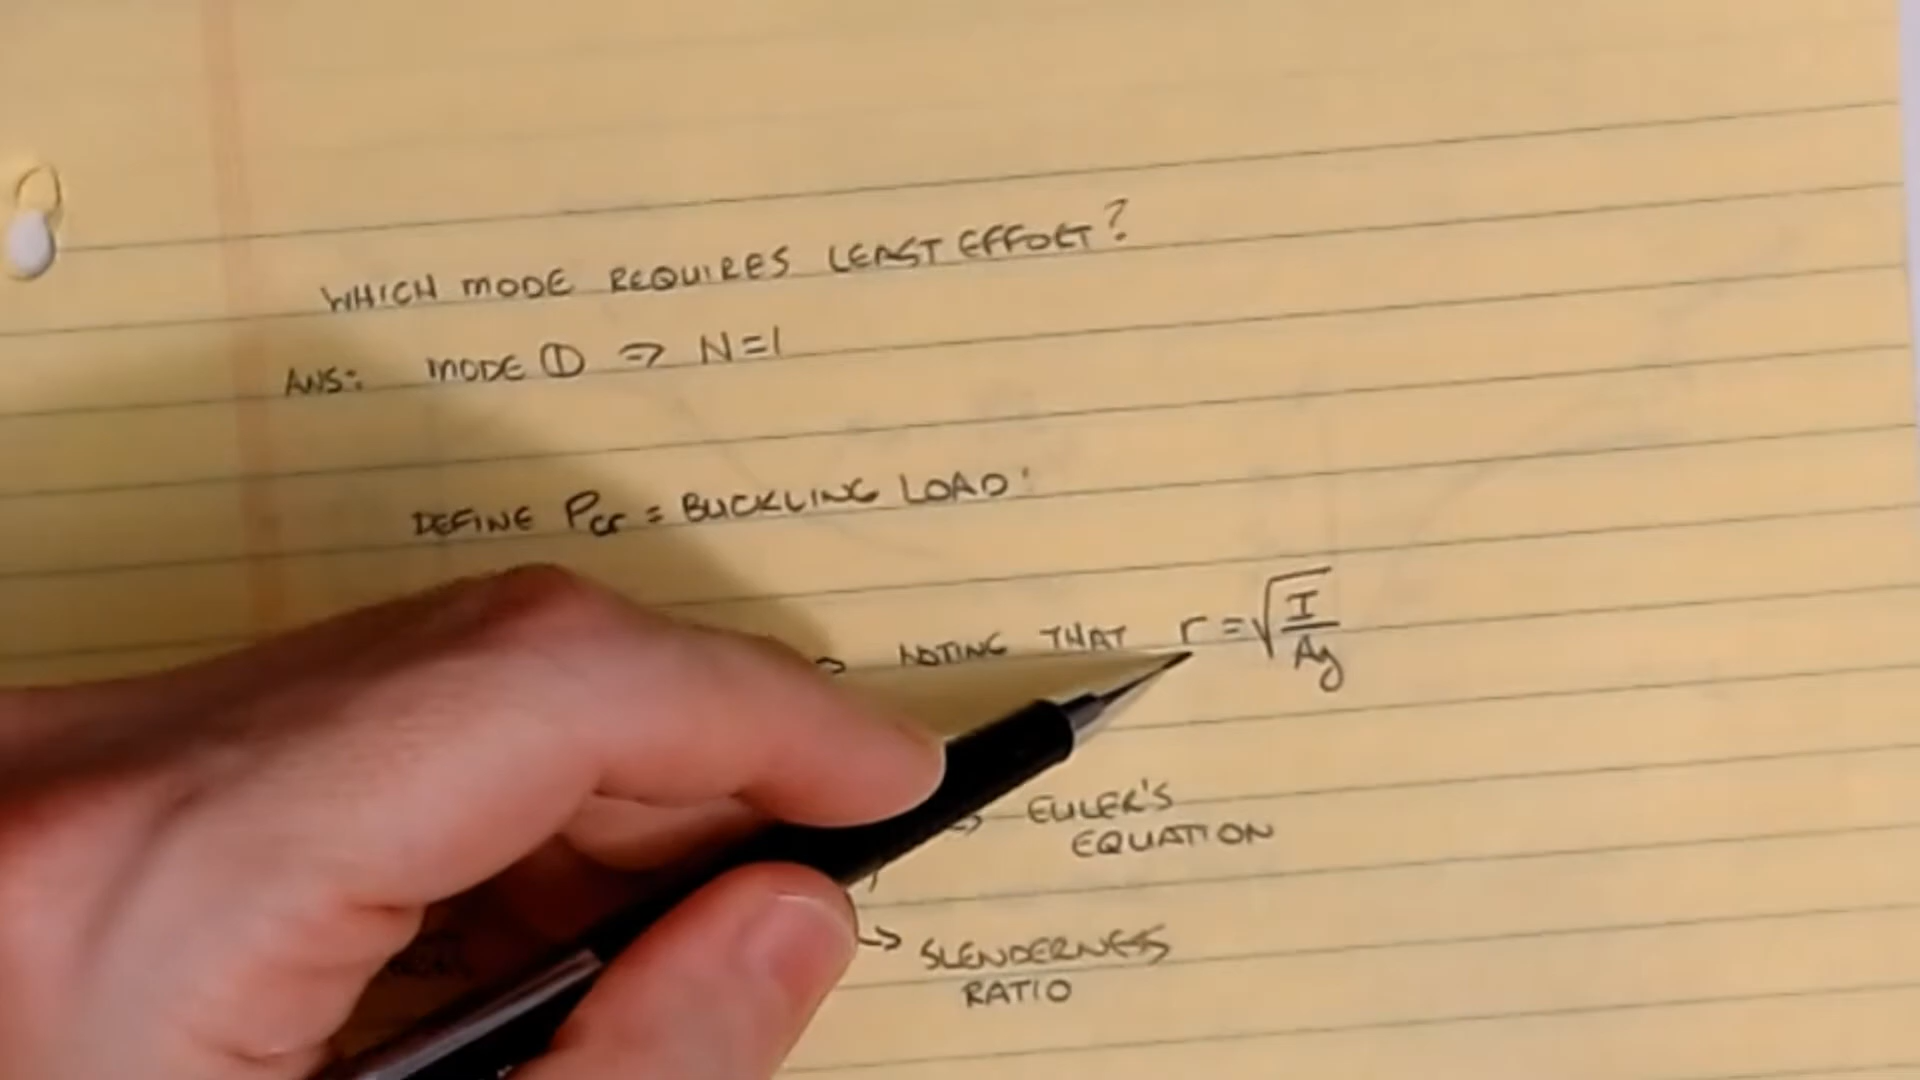 WHICH MODE REQUIRES LEAST EFFORT?
ANS: MODE ① ⇒ N=1
DEFINE Pcr = BUCKLING LOAD:
⇒ NOTING THAT r = √(I/Ag)
→ EULER'S
EQUATION
→ SLENDERNESS
RATIO